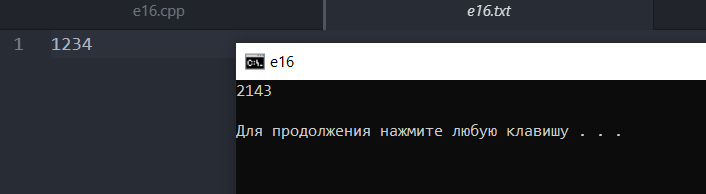 e16.cpp e16.txt
1 1234
C:\. e16
2143
Для продолжения нажмите любую клавишу . . .